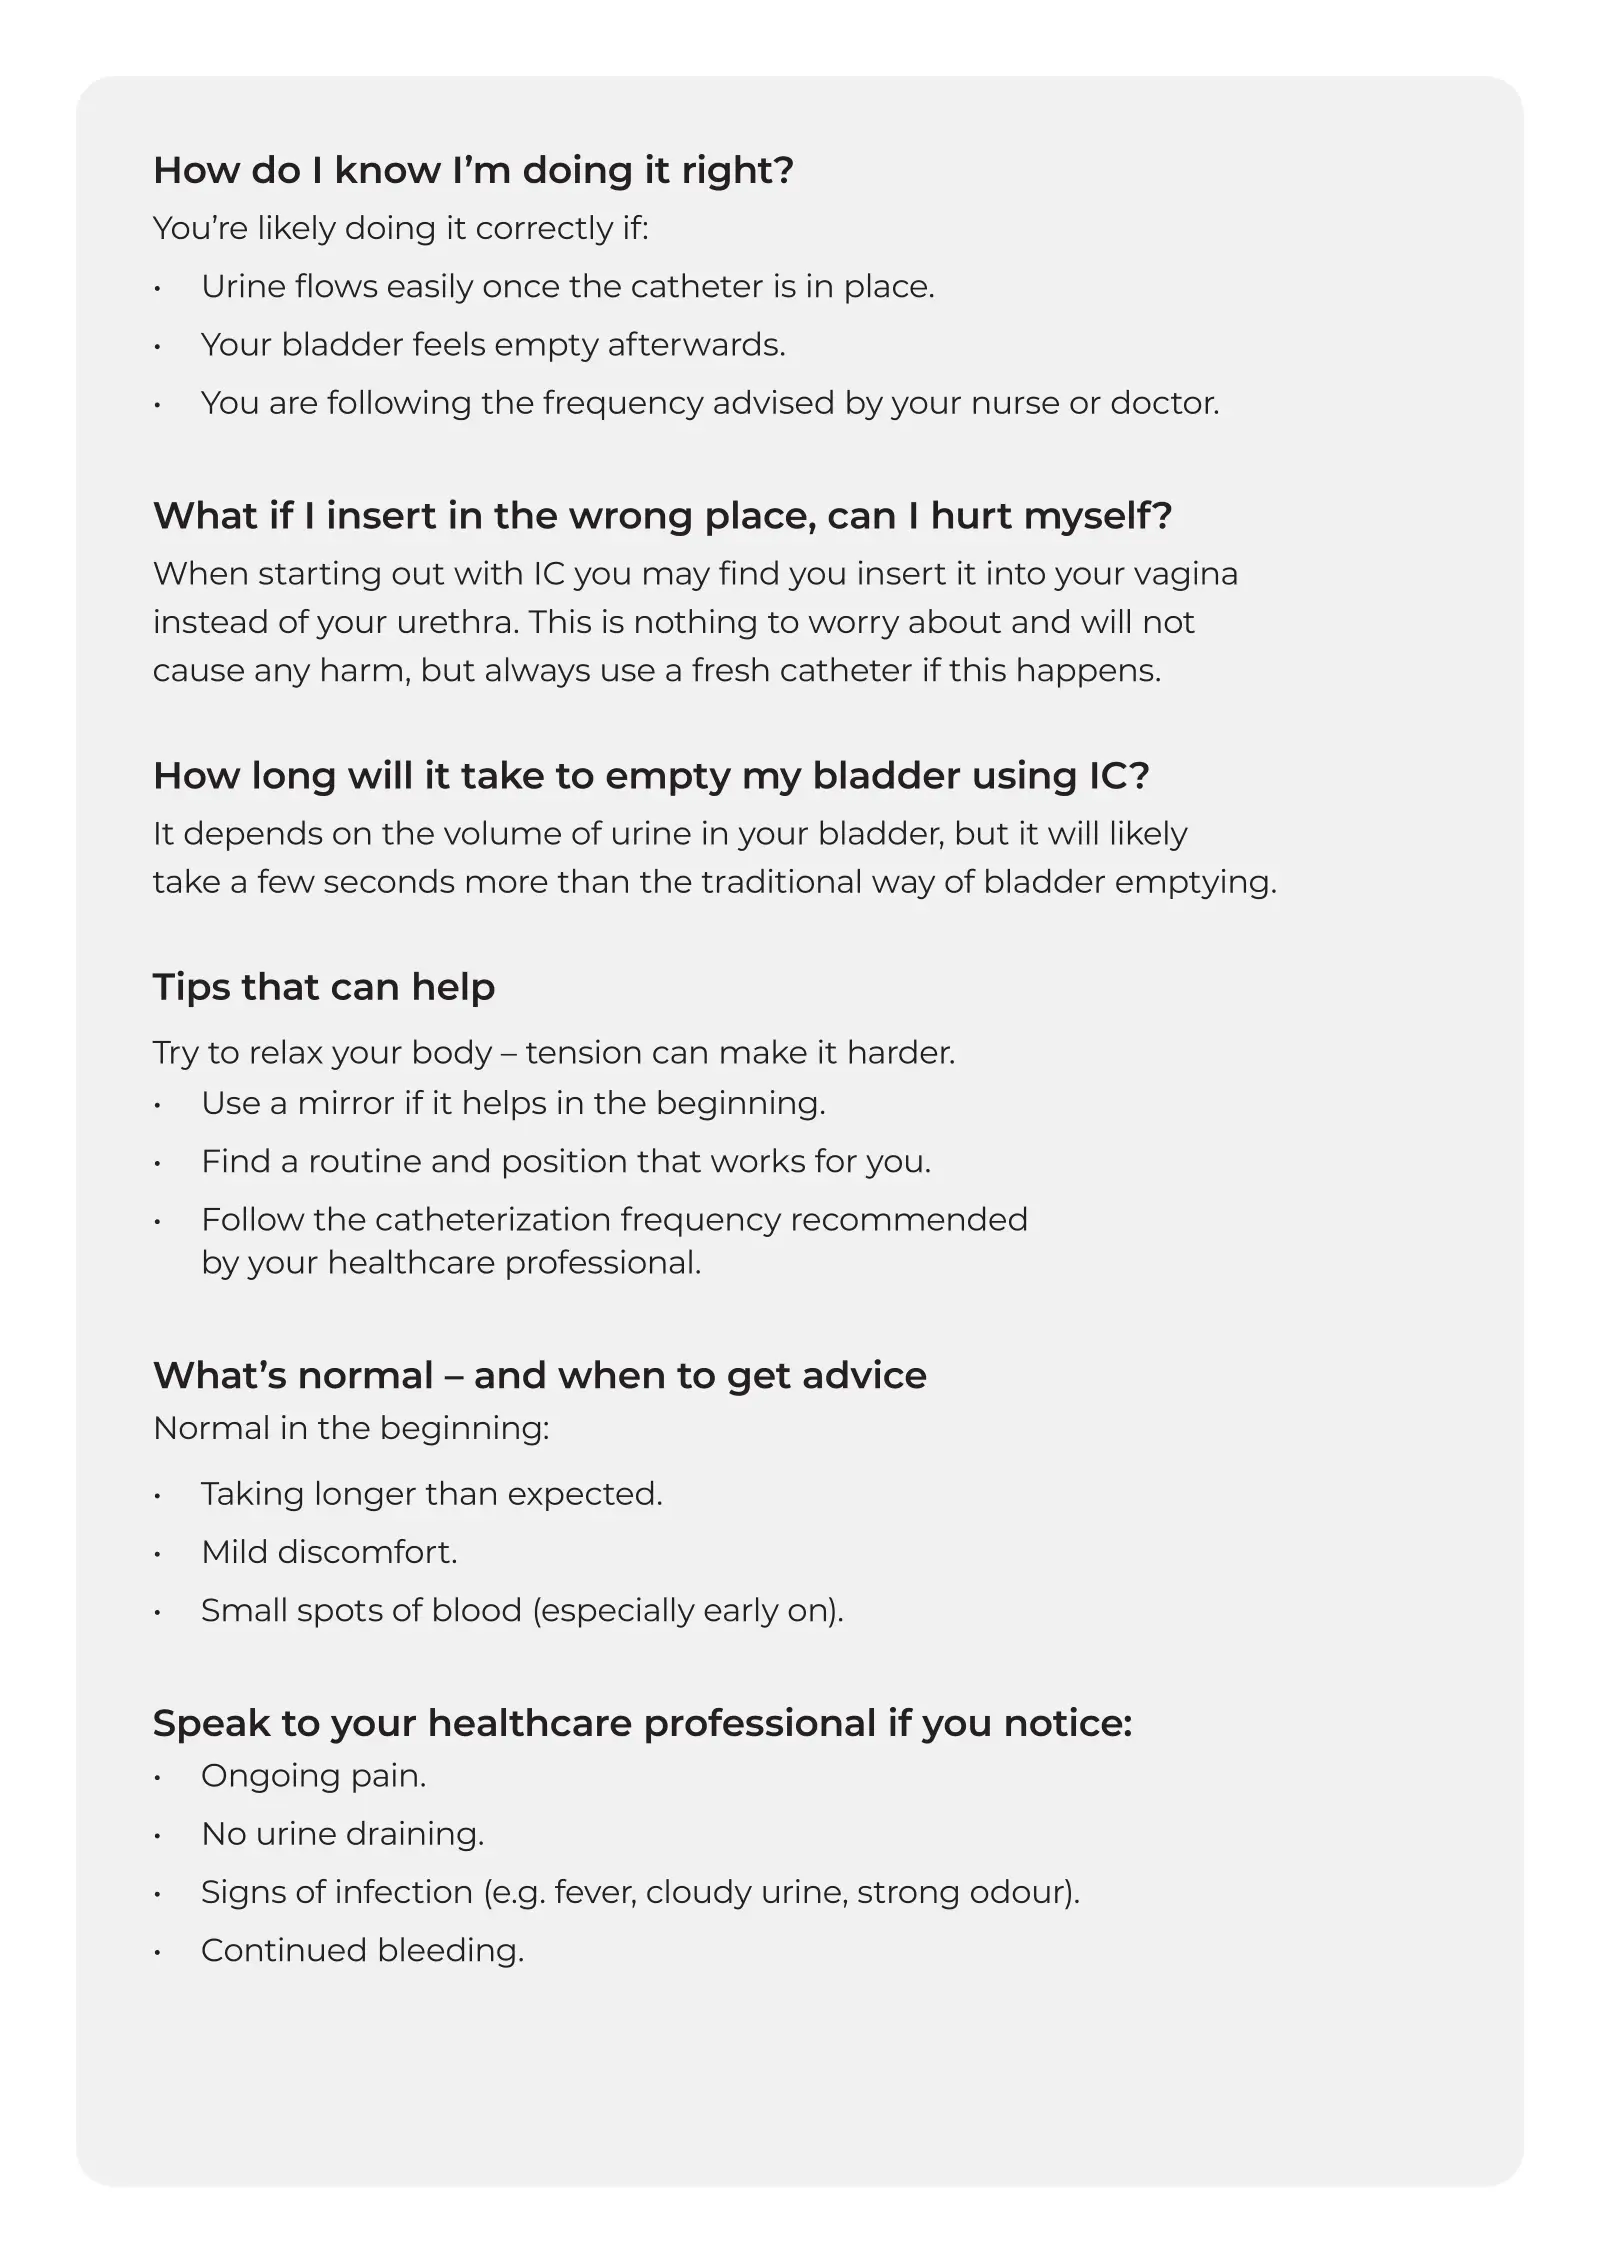 How do I know I’m doing it right?
You’re likely doing it correctly if:
• Urine flows easily once the catheter is in place.
• Your bladder feels empty afterwards.
• You are following the frequency advised by your nurse or doctor.
What if I insert in the wrong place, can I hurt myself?
When starting out with IC you may find you insert it into your vagina
instead of your urethra. This is nothing to worry about and will not
cause any harm, but always use a fresh catheter if this happens.
How long will it take to empty my bladder using IC?
It depends on the volume of urine in your bladder, but it will likely
take a few seconds more than the traditional way of bladder emptying.
Tips that can help
Try to relax your body – tension can make it harder.
• Use a mirror if it helps in the beginning.
• Find a routine and position that works for you.
• Follow the catheterization frequency recommended
by your healthcare professional.
What’s normal – and when to get advice
Normal in the beginning:
• Taking longer than expected.
• Mild discomfort.
• Small spots of blood (especially early on).
Speak to your healthcare professional if you notice:
• Ongoing pain.
• No urine draining.
• Signs of infection (e.g. fever, cloudy urine, strong odour).
• Continued bleeding.